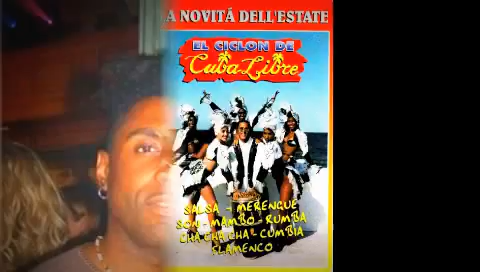 A NOVITÁ DELL'ESTATE
EL CICLON DE
Cuba Libre
SALSA - MERENGUE
SON - MAMBO - RUMBA
CHA CHA CHA - CUMBIA
FLAMENCO